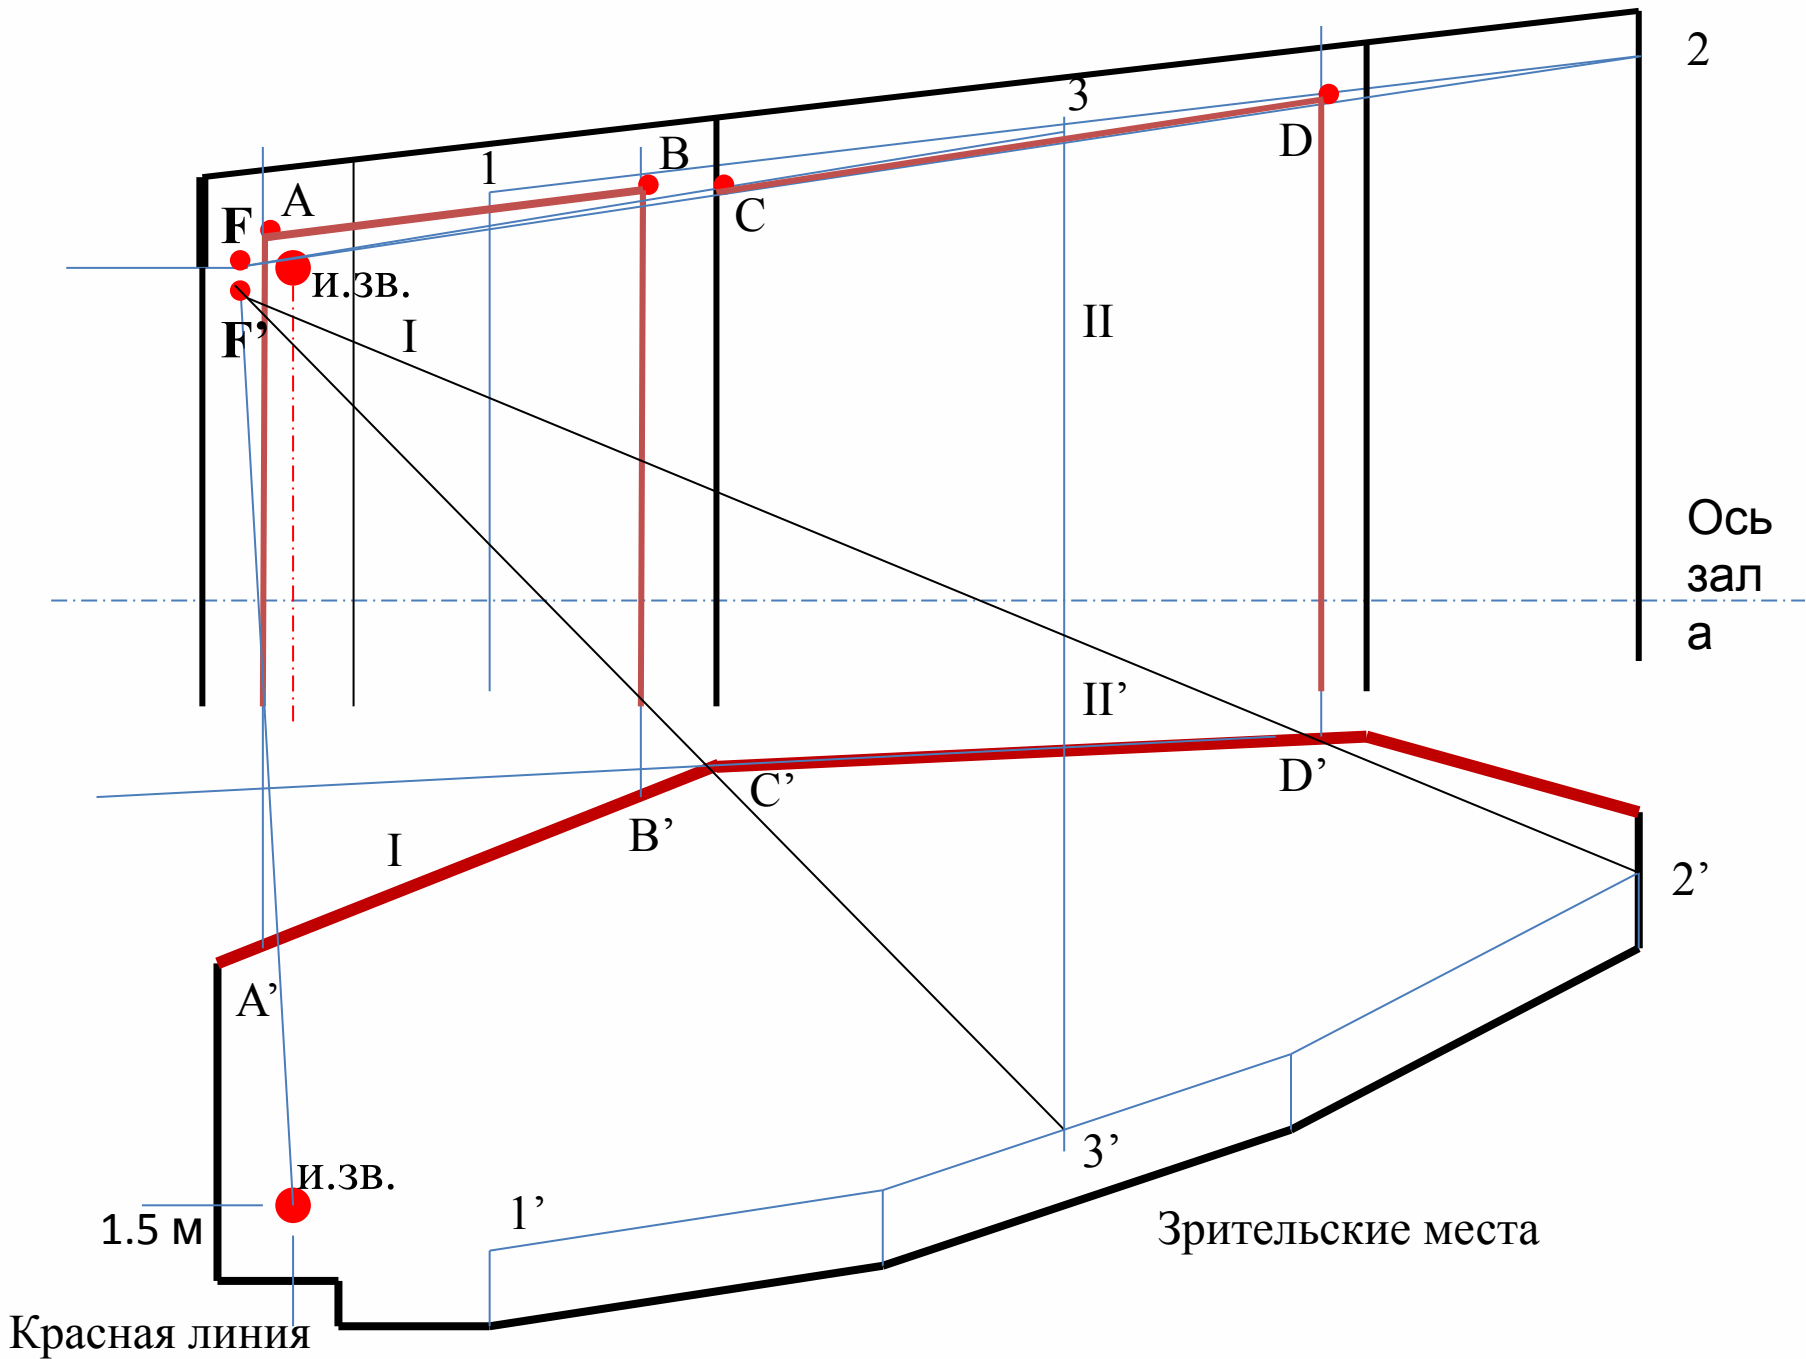 2
3
1
B
A
D
F
C
и.зв.
F’
I
II
Ось
зал
а
II’
D’
C’
B’
I
2’
A’
3’
и.зв.
1’
1.5 м
Зрительские места
Красная линия